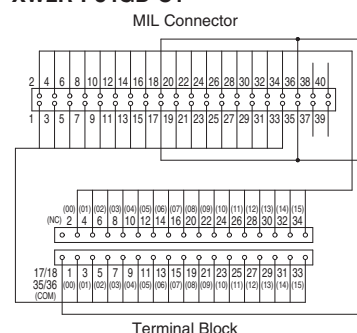 MIL Connector
2 4 6 8 10 12 14 16 18 20 22 24 26 28 30 32 34 36 38 40
1 3 5 7 9 11 13 15 17 19 21 23 25 27 29 31 33 35 37 39
(00) (01) (02) (03) (04) (05) (06) (07) (08) (09) (10) (11) (12) (13) (14) (15)
(NC) 2 4 6 8 10 12 14 16 20 22 24 26 28 30 32 34
17/18 1 3 5 7 9 11 13 15 19 21 23 25 27 29 31 33
35/36 (00) (01) (02) (03) (04) (05) (06) (07) (08) (09) (10) (11) (12) (13) (14) (15)
(COM)
Terminal Block